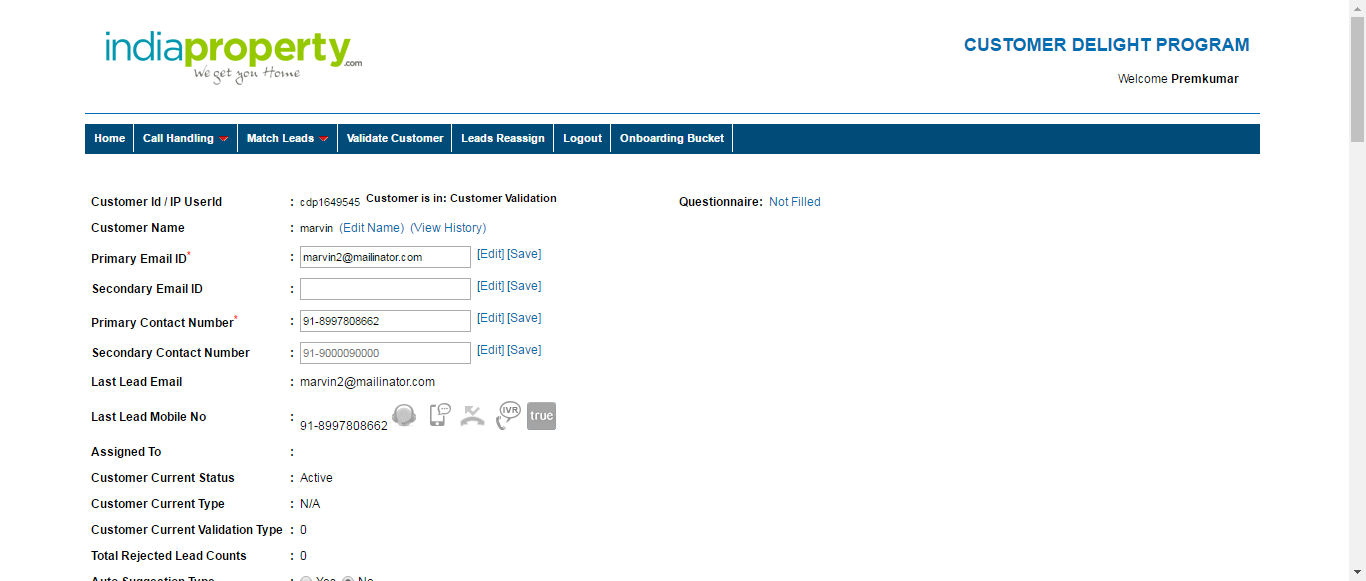 indiaproperty.com
We get you Home
CUSTOMER DELIGHT PROGRAM
Welcome Premkumar
Home Call Handling Match Leads Validate Customer Leads Reassign Logout Onboarding Bucket
Customer Id / IP UserId : cdp1649545 Customer is in: Customer Validation Questionnaire: Not Filled
Customer Name : marvin (Edit Name) (View History)
Primary Email ID* : marvin2@mailinator.com [Edit] [Save]
Secondary Email ID : [Edit] [Save]
Primary Contact Number* : 91-8997808662 [Edit] [Save]
Secondary Contact Number : 91-9000090000 [Edit] [Save]
Last Lead Email : marvin2@mailinator.com
Last Lead Mobile No : 91-8997808662 IVR true
Assigned To :
Customer Current Status : Active
Customer Current Type : N/A
Customer Current Validation Type : 0
Total Rejected Lead Counts : 0
Auto Suggestion Type : Yes No